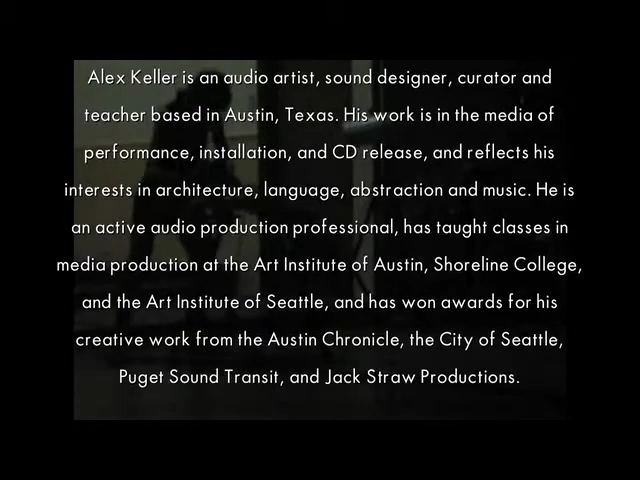 Alex Keller is an audio artist, sound designer, curator and
teacher based in Austin, Texas. His work is in the media of
performance, installation, and CD release, and reflects his
interests in architecture, language, abstraction and music. He is
an active audio production professional, has taught classes in
media production at the Art Institute of Austin, Shoreline College,
and the Art Institute of Seattle, and has won awards for his
creative work from the Austin Chronicle, the City of Seattle,
Puget Sound Transit, and Jack Straw Productions.